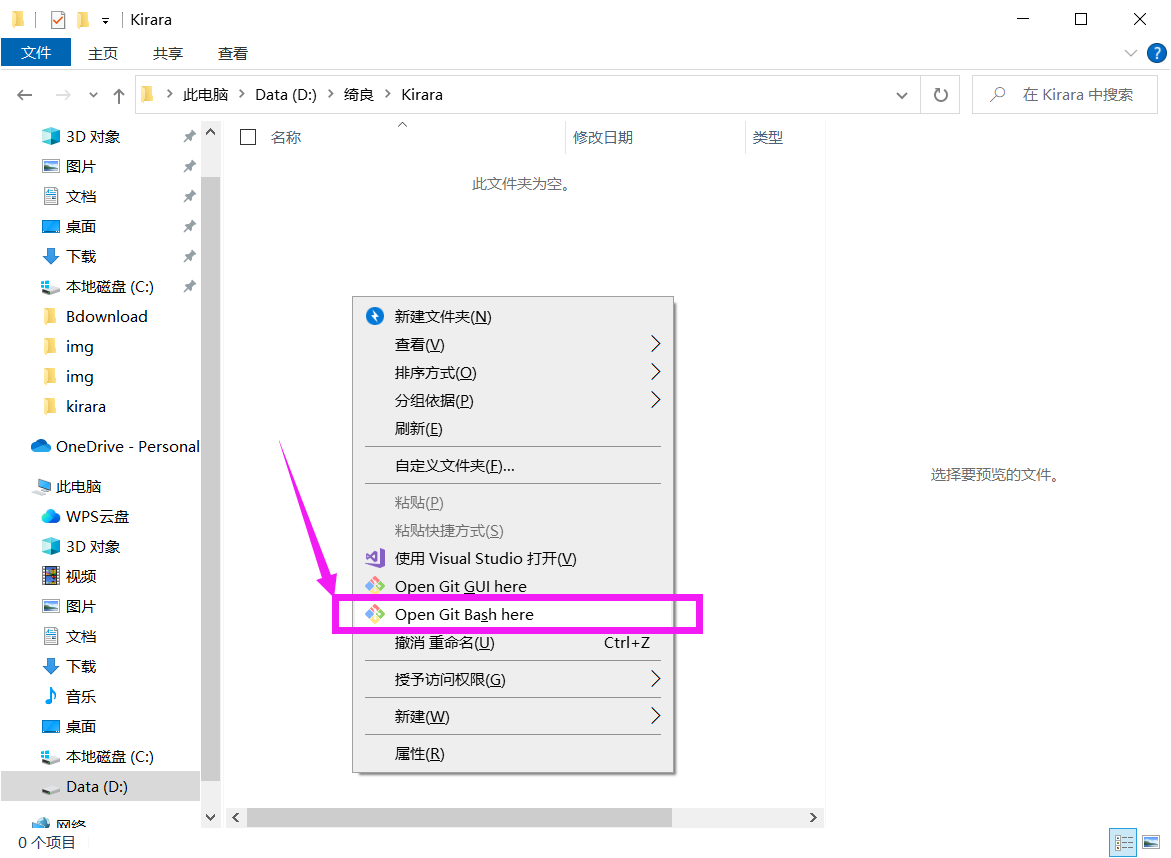 Kirara
文件 主页 共享 查看
此电脑 Data (D:) 绮良 Kirara
在 Kirara 中搜索
3D 对象
图片
文档
桌面
下载
本地磁盘 (C:)
Bdownload
img
img
kirara
OneDrive - Personal
此电脑
WPS云盘
3D 对象
视频
图片
文档
下载
音乐
桌面
本地磁盘 (C:)
Data (D:)
网络
名称 修改日期 类型
此文件夹为空。
新建文件夹(N)
查看(V)
排序方式(O)
分组依据(P)
刷新(E)
自定义文件夹(F)...
粘贴(P)
粘贴快捷方式(S)
使用 Visual Studio 打开(V)
Open Git GUI here
Open Git Bash here
撤消 重命名(U) Ctrl+Z
授予访问权限(G)
新建(W)
属性(R)
选择要预览的文件。
0 个项目